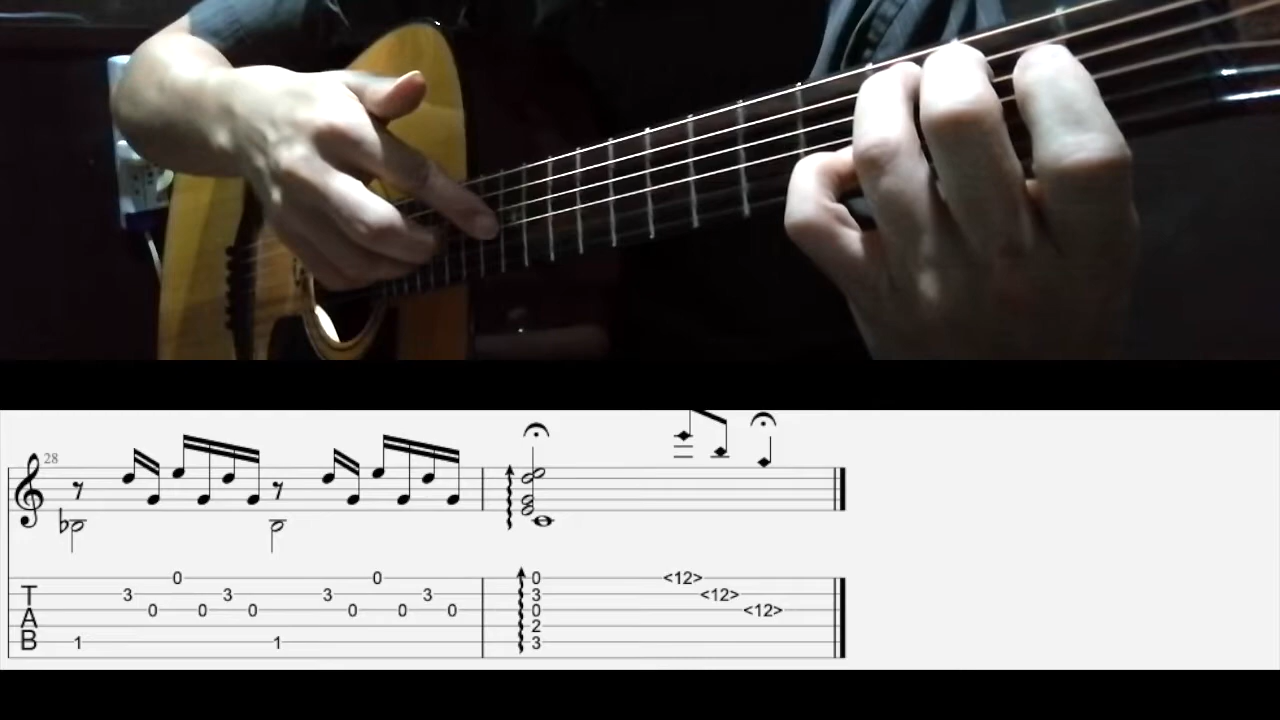 28
0 0 0 <12>
3 3 3 3 3 <12>
T
0 0 0 0 0 0 0 <12>
A 2
B 1 1 3